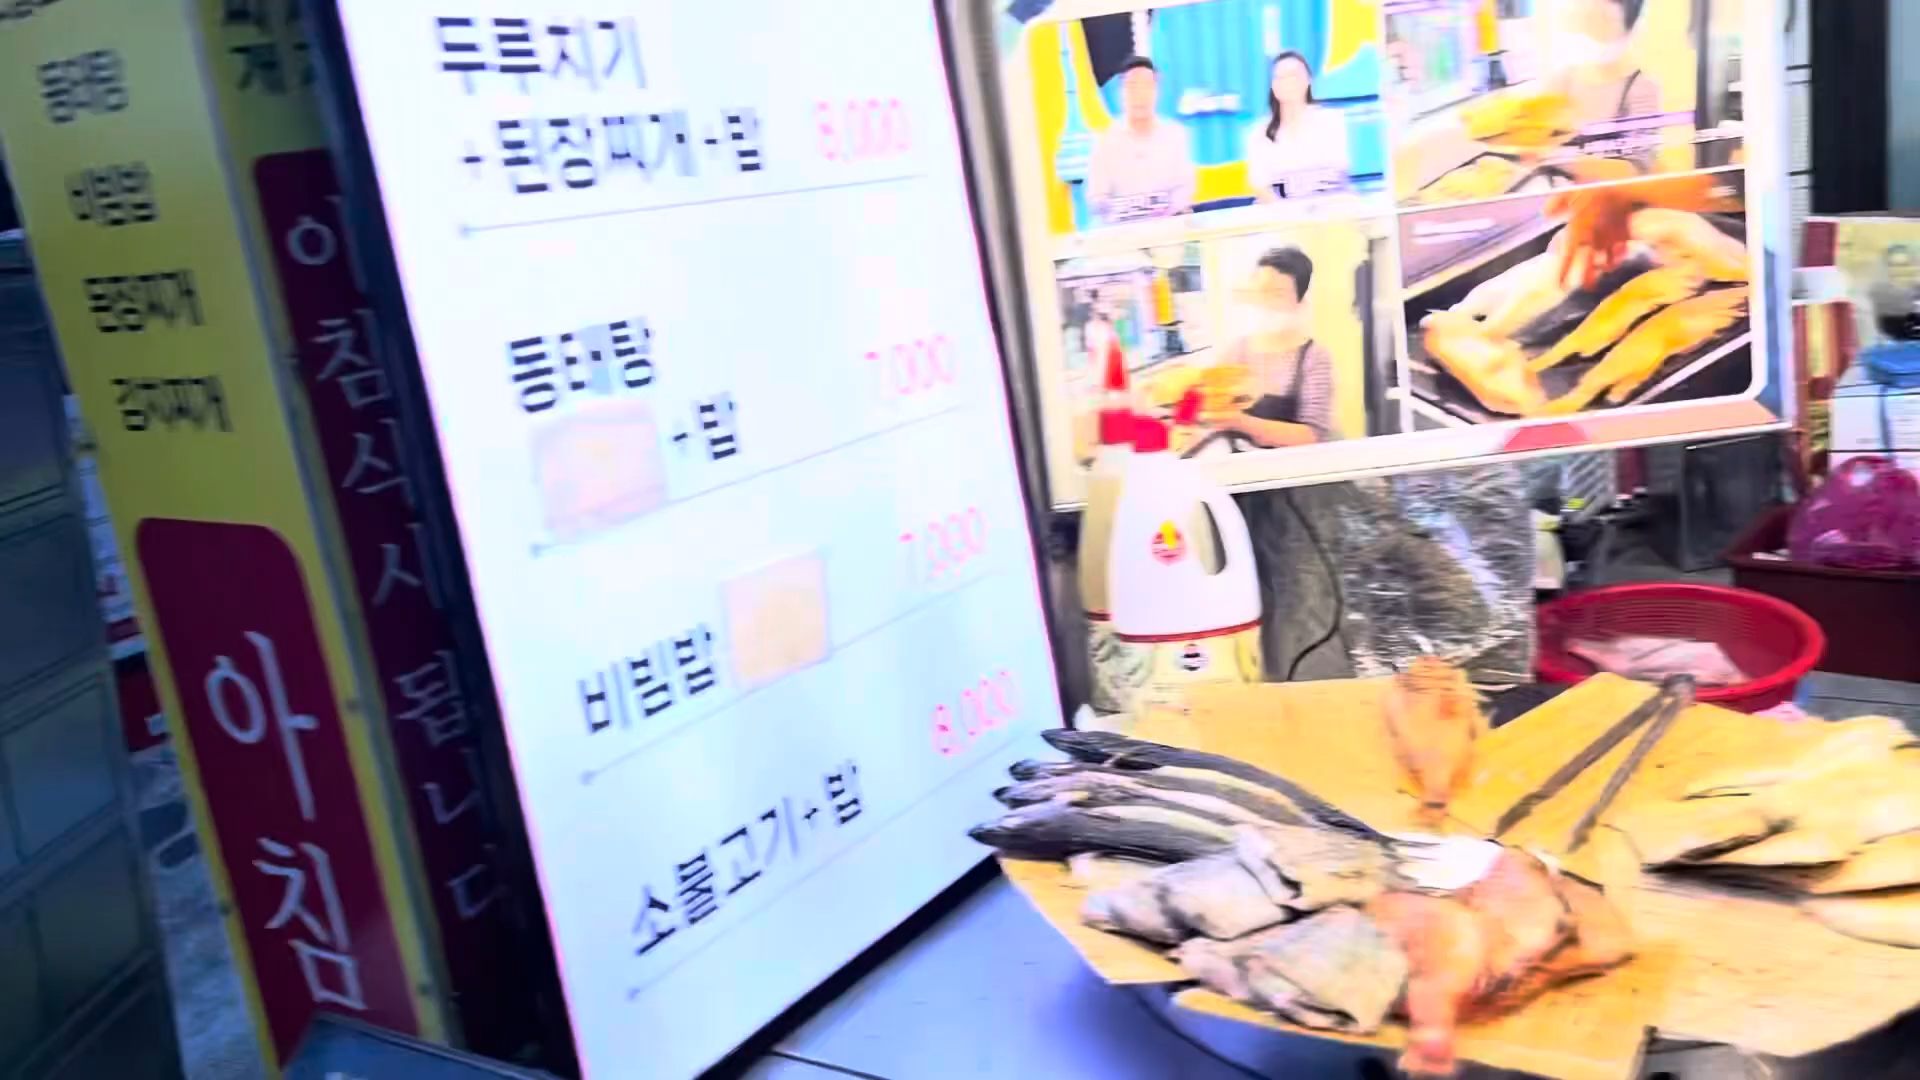 동태탕
비빔밥
된장찌개
김치찌개
아침
아침식사 됩니다
두루치기
+된장찌개+밥 8,000
동태탕
+밥 7,000
비빔밥 7,000
소불고기+밥 8,000